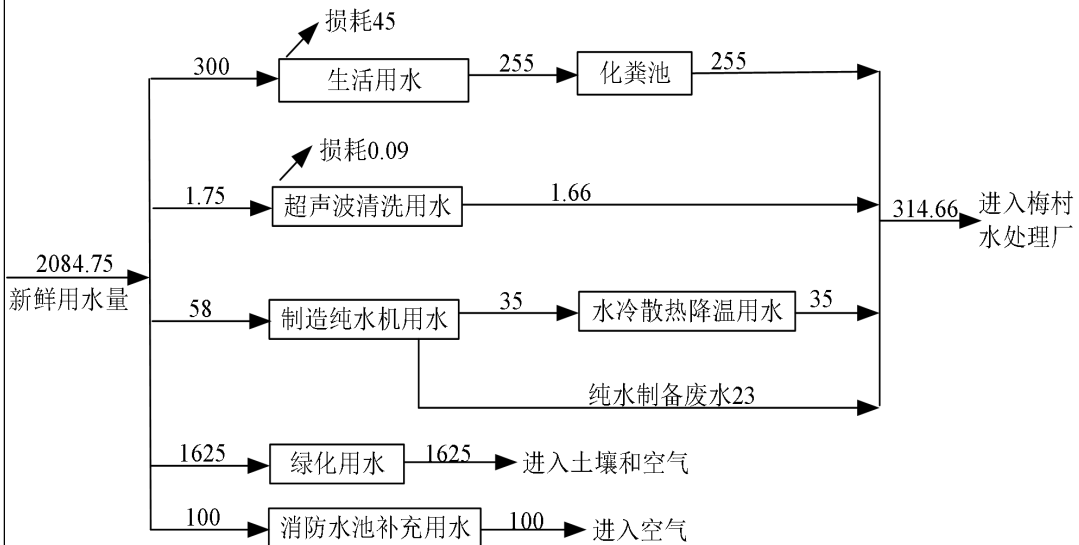 损耗45
300
生活用水
255
化粪池
255
损耗0.09
1.75
超声波清洗用水
1.66
314.66
进入梅村
水处理厂
2084.75
新鲜用水量
58
制造纯水机用水
35
水冷散热降温用水
35
纯水制备废水23
1625
绿化用水
1625
进入土壤和空气
100
消防水池补充用水
100
进入空气